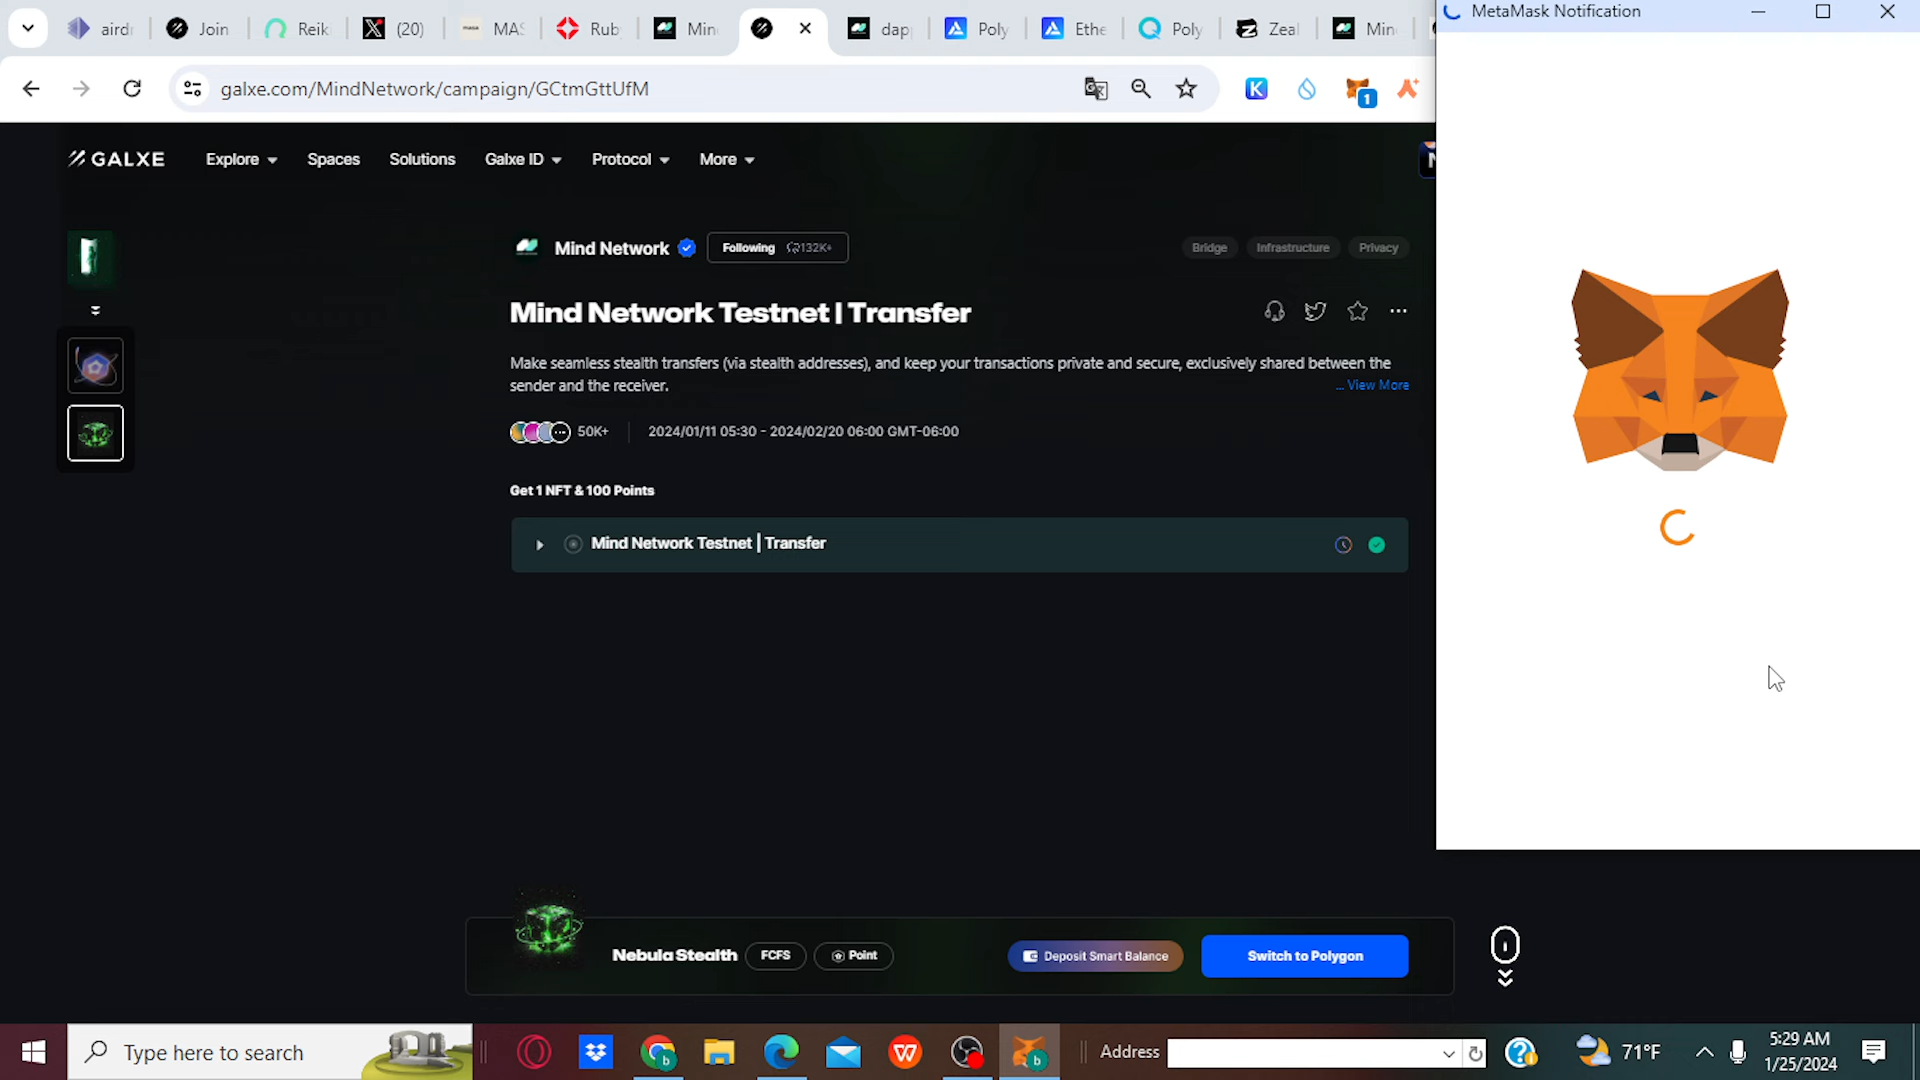 airdr
Join
Reik
(20)
MAS
Rub
Min
dap
Poly
Ethe
Poly
Zeal
Min
MetaMask Notification
galxe.com/MindNetwork/campaign/GCtmGttUfM
1
GALXE
Explore
Spaces
Solutions
Galxe ID
Protocol
More
Mind Network
Following
132K+
Bridge
Infrastructure
Privacy
Mind Network Testnet | Transfer
Make seamless stealth transfers (via stealth addresses), and keep your transactions private and secure, exclusively shared between the
sender and the receiver.
... View More
50K+
2024/01/11 05:30 - 2024/02/20 06:00 GMT-06:00
Get 1 NFT & 100 Points
Mind Network Testnet | Transfer
Nebula Stealth
FCFS
Point
Deposit Smart Balance
Switch to Polygon
Type here to search
Address
71°F
5:29 AM
1/25/2024